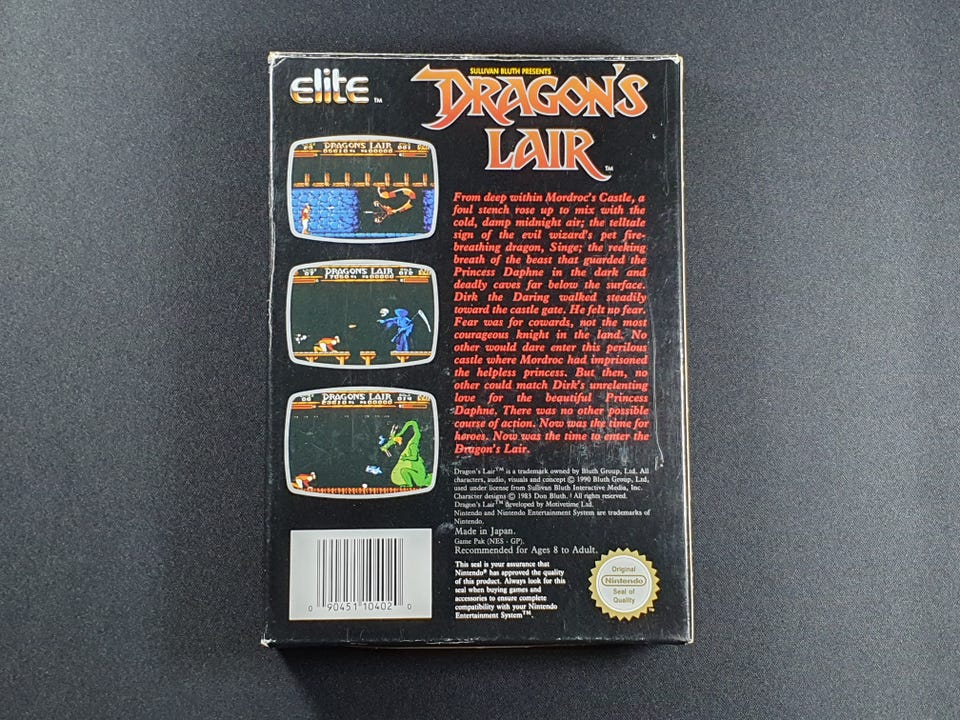 elite TM
SULLIVAN BLUTH PRESENTS
DRAGON'S
LAIR TM
DRAGONS LAIR
DRAGONS LAIR
DRAGONS LAIR
From deep within Mordroc's Castle, a
foul stench rose up to mix with the
cold, damp midnight air; the telltale
sign of the evil wizard's pet fire-
breathing dragon, Singe; the reeking
breath of the beast that guarded the
Princess Daphne in the dark and
deadly caves far below the surface.
Dirk the Daring walked steadily
toward the castle gate. He felt no fear.
Fear was for cowards, not the most
courageous knight in the land. No
other would dare enter this perilous
castle where Mordroc had imprisoned
the helpless princess. But then, no
other could match Dirk's unrelenting
love for the beautiful Princess
Daphne. There was no other possible
course of action. Now was the time for
heroes. Now was the time to enter the
Dragon's Lair.
Dragon's Lair™ is a trademark owned by Bluth Group, Ltd. All
characters, audio, visuals and concept © 1990 Bluth Group, Ltd,
used under license from Sullivan Bluth Interactive Media, Inc.
Character designs © 1983 Don Bluth. All rights reserved.
Dragon's Lair™ developed by Motivetime Ltd.
Nintendo and Nintendo Entertainment System are trademarks of
Nintendo.
Made in Japan.
Game Pak (NES - GP).
Recommended for Ages 8 to Adult.
This seal is your assurance that
Nintendo® has approved the quality
of this product. Always look for this
seal when buying games and
accessories to ensure complete
compatibility with your Nintendo
Entertainment System™.
Original
Nintendo
Seal of
Quality
0 90451 10402 0